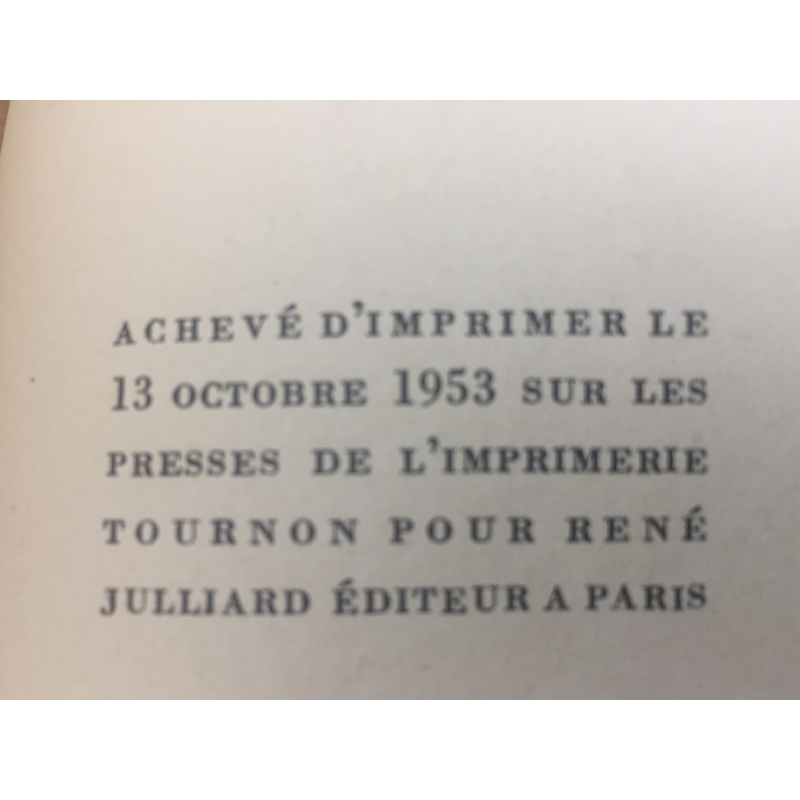 ACHEVÉ D'IMPRIMER LE
13 OCTOBRE 1953 SUR LES
PRESSES DE L'IMPRIMERIE
TOURNON POUR RENÉ
JULLIARD ÉDITEUR A PARIS